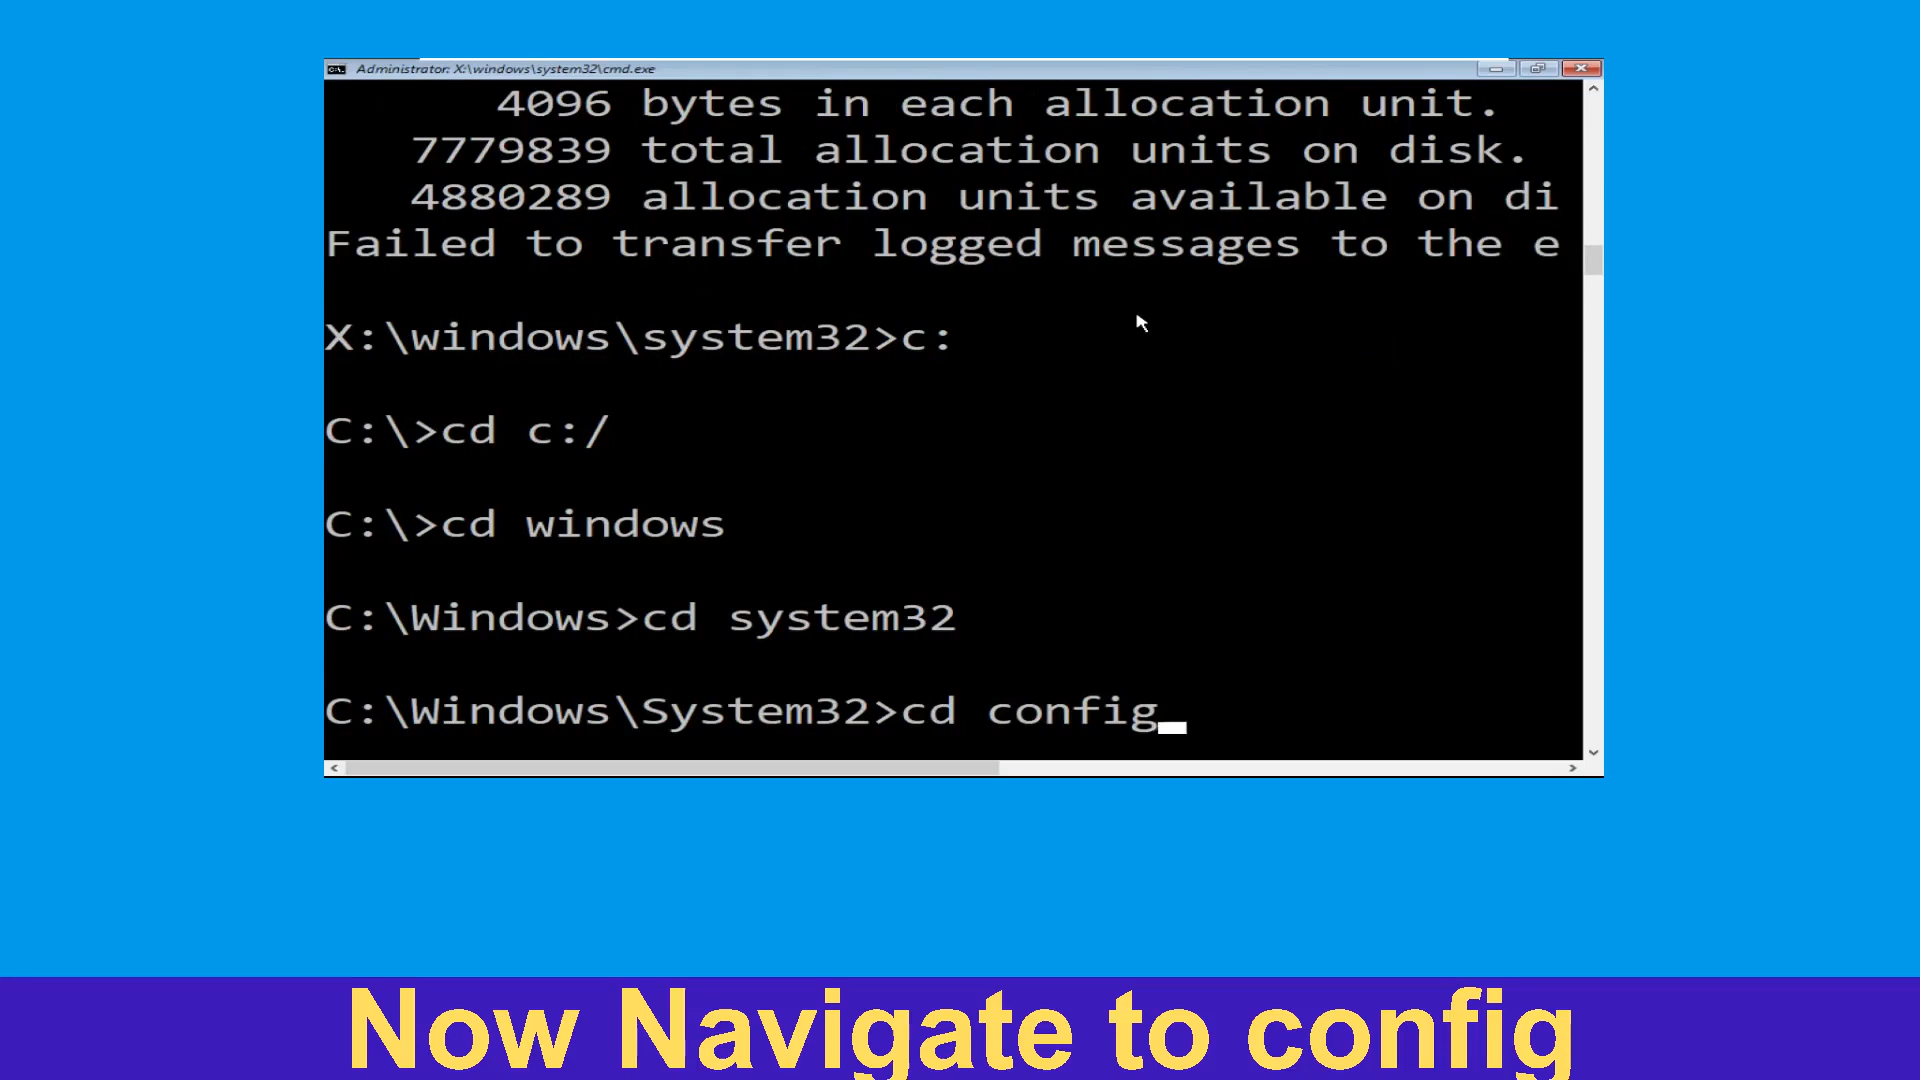 Administrator: X:\windows\system32\cmd.exe
4096 bytes in each allocation unit.
7779839 total allocation units on disk.
4880289 allocation units available on di
Failed to transfer logged messages to the e
X:\windows\system32>c:
C:\>cd c:/
C:\>cd windows
C:\Windows>cd system32
C:\Windows\System32>cd config
Now Navigate to config